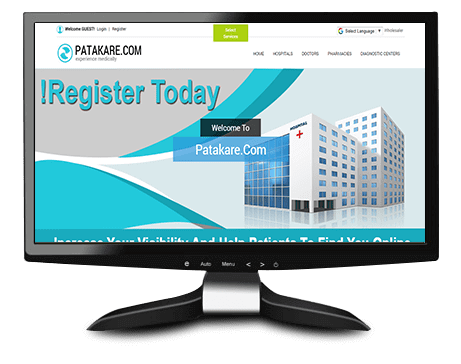 Welcome GUEST! Login | Register
Select Services
Select Language
Wholesaler
PATAKARE.COM
experience medically
HOME HOSPITALS DOCTORS PHARMACIES DIAGNOSTIC CENTERS
!Register Today
Welcome To
Patakare.Com
HOSPITAL
Increase Your Visibility And Help Patients To Find You Online
e Auto Menu < >